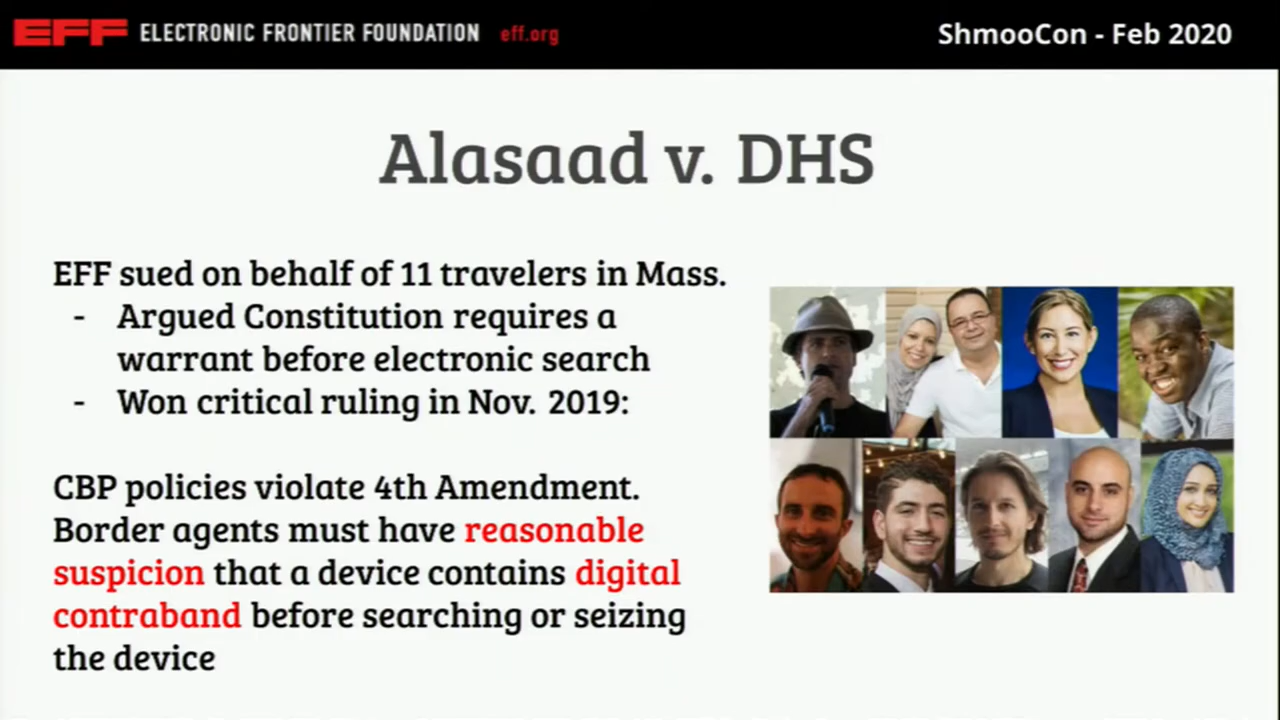 EFF ELECTRONIC FRONTIER FOUNDATION eff.org
ShmooCon - Feb 2020
Alasaad v. DHS
EFF sued on behalf of 11 travelers in Mass.
- Argued Constitution requires a
warrant before electronic search
- Won critical ruling in Nov. 2019:
CBP policies violate 4th Amendment.
Border agents must have reasonable
suspicion that a device contains digital
contraband before searching or seizing
the device